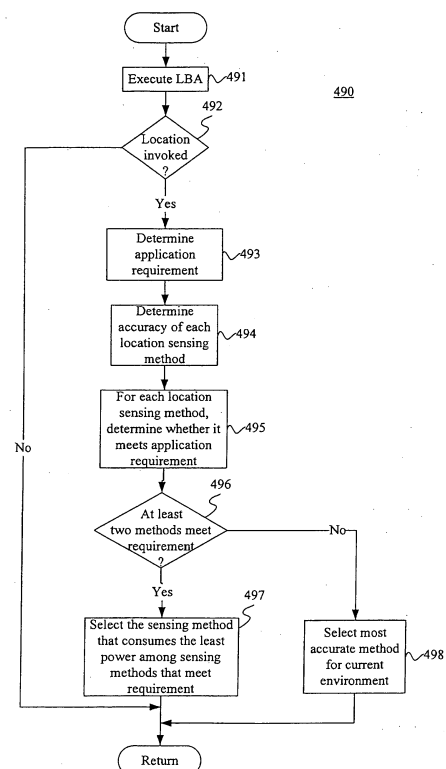 Start
Execute LBA
491
490
492
Location
invoked
?
Yes
Determine
application
requirement
493
Determine
accuracy of each
location sensing
method
494
For each location
sensing method,
determine whether it
meets application
requirement
495
No
496
At least
two methods meet
requirement
?
No
Yes
497
Select the sensing method
that consumes the least
power among sensing
methods that meet
requirement
Select most
accurate method
for current
environment
498
Return